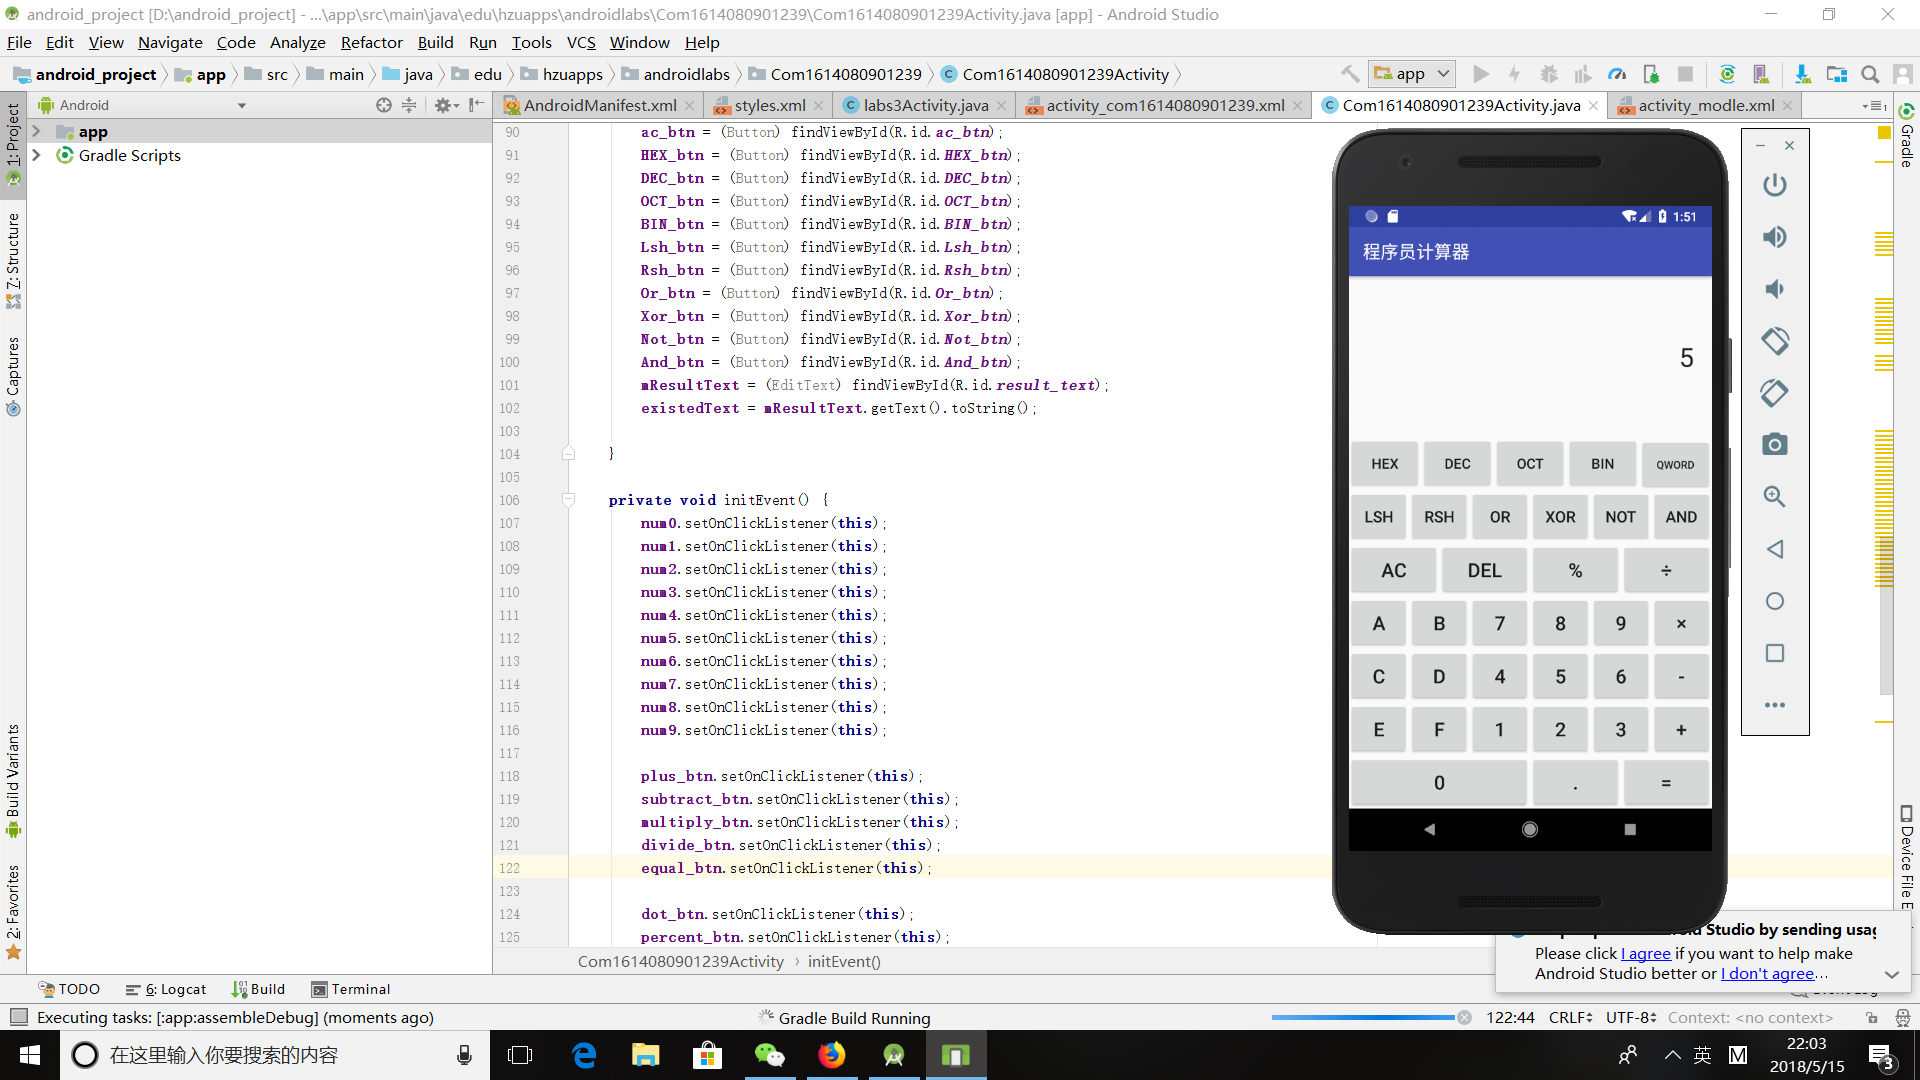 android_project [D:\android_project] - ...\app\src\main\java\edu\hzuapps\androidlabs\Com1614080901239\Com1614080901239Activity.java [app] - Android Studio
File Edit View Navigate Code Analyze Refactor Build Run Tools VCS Window Help
android_project app src main java edu hzuapps androidlabs Com1614080901239 Com1614080901239Activity app
Android
AndroidManifest.xml styles.xml labs3Activity.java activity_com1614080901239.xml Com1614080901239Activity.java activity_modle.xml
1: Project
7: Structure
Captures
Build Variants
2: Favorites
app
Gradle Scripts
90 ac_btn = (Button) findViewById(R.id.ac_btn);
91 HEX_btn = (Button) findViewById(R.id.HEX_btn);
92 DEC_btn = (Button) findViewById(R.id.DEC_btn);
93 OCT_btn = (Button) findViewById(R.id.OCT_btn);
94 BIN_btn = (Button) findViewById(R.id.BIN_btn);
95 Lsh_btn = (Button) findViewById(R.id.Lsh_btn);
96 Rsh_btn = (Button) findViewById(R.id.Rsh_btn);
97 Or_btn = (Button) findViewById(R.id.Or_btn);
98 Xor_btn = (Button) findViewById(R.id.Xor_btn);
99 Not_btn = (Button) findViewById(R.id.Not_btn);
100 And_btn = (Button) findViewById(R.id.And_btn);
101 mResultText = (EditText) findViewById(R.id.result_text);
102 existedText = mResultText.getText().toString();
103
104 }
105
106 private void initEvent() {
107 num0.setOnClickListener(this);
108 num1.setOnClickListener(this);
109 num2.setOnClickListener(this);
110 num3.setOnClickListener(this);
111 num4.setOnClickListener(this);
112 num5.setOnClickListener(this);
113 num6.setOnClickListener(this);
114 num7.setOnClickListener(this);
115 num8.setOnClickListener(this);
116 num9.setOnClickListener(this);
117
118 plus_btn.setOnClickListener(this);
119 subtract_btn.setOnClickListener(this);
120 multiply_btn.setOnClickListener(this);
121 divide_btn.setOnClickListener(this);
122 equal_btn.setOnClickListener(this);
123
124 dot_btn.setOnClickListener(this);
125 percent_btn.setOnClickListener(this);
Com1614080901239Activity › initEvent()
1:51
程序员计算器
5
HEX DEC OCT BIN QWORD
LSH RSH OR XOR NOT AND
AC DEL % ÷
A B 7 8 9 ×
C D 4 5 6 -
E F 1 2 3 +
0 . =
Gradle
Device File E
d Studio by sending usag
Please click I agree if you want to help make
Android Studio better or I don't agree...
TODO 6: Logcat Build Terminal
Executing tasks: [:app:assembleDebug] (moments ago) Gradle Build Running 122:44 CRLF UTF-8 Context: <no context>
在这里输入你要搜索的内容
英 M 22:03
2018/5/15
3